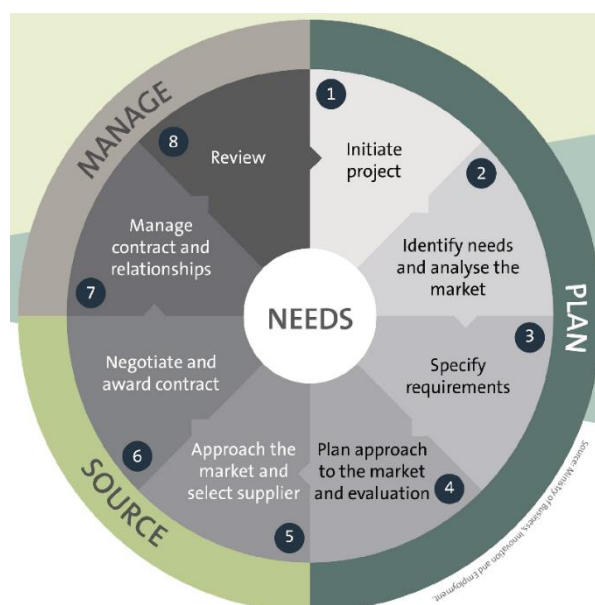 MANAGE
PLAN
SOURCE
NEEDS
1
Initiate
project
2
Identify needs
and analyse the
market
3
Specify
requirements
4
Plan approach
to the market
and evaluation
5
Approach the
market and
select supplier
6
Negotiate and
award contract
7
Manage
contract and
relationships
8
Review
Source: Ministry of Business, Innovation and Employment.